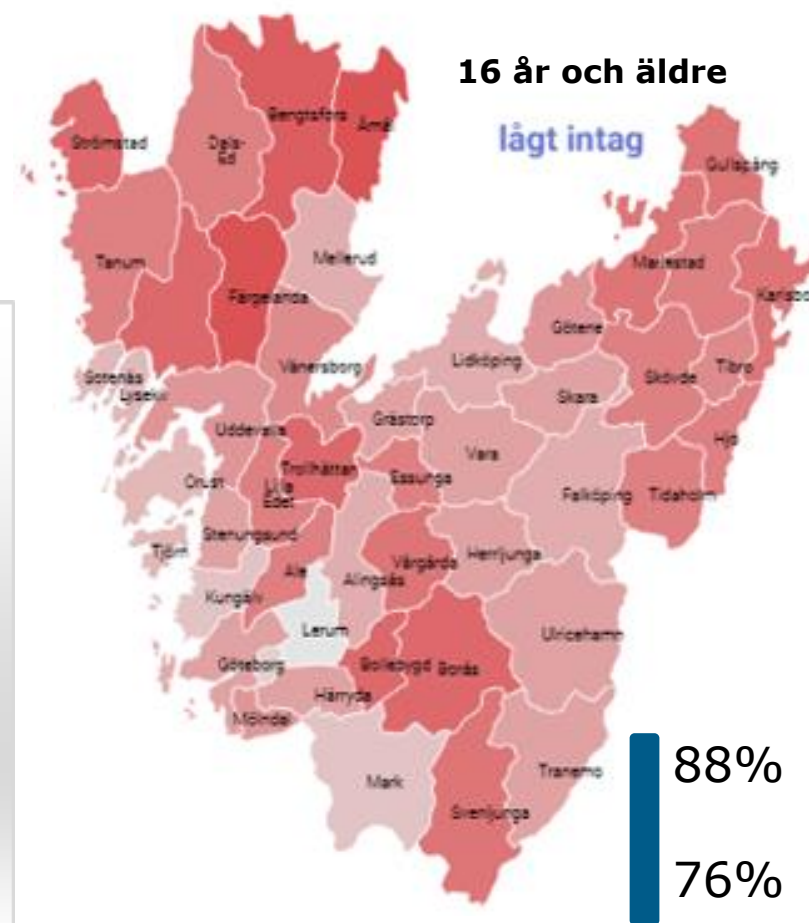 16 år och äldre
lågt intag
Strömstad
Dals-
Ed
Bengtsfors
Åmål
Gullspång
Tanum
Mellerud
Mariestad
Färgelanda
Karlsbo
Götene
Sotenäs
Lysekil
Vänersborg
Lidköping
Skara
Skövde
Tibro
Grästorp
Uddevalla
Hjo
Trollhättan
Essunga
Vara
Orust
Lilla
Edet
Falköping
Tidaholm
Stenungsund
Tjörn
Ale
Alingsås
Vårgårda
Herrljunga
Kungälv
Lerum
Ulricehamn
Göteborg
Bollebygd
Borås
Härryda
Mölndal
Mark
Tranemo
Svenljunga
88%
76%